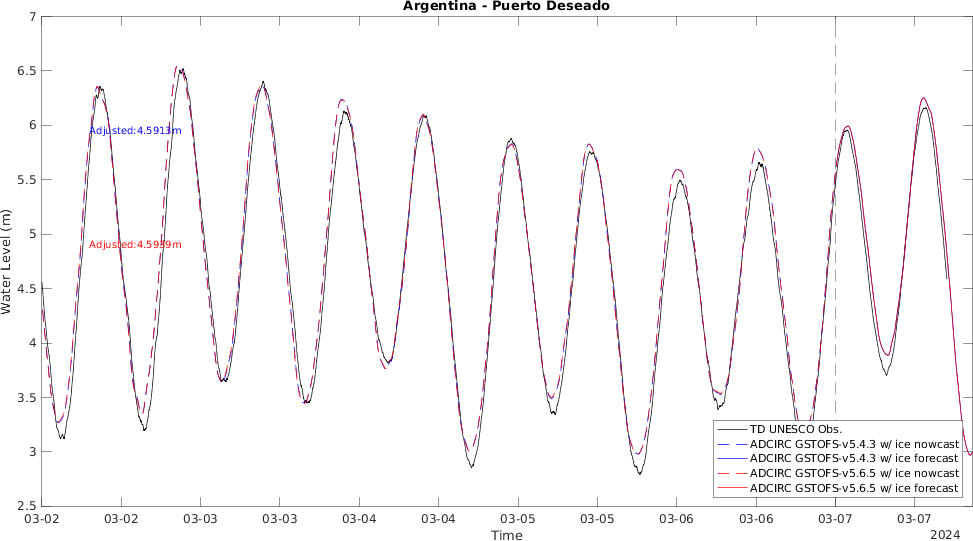 Argentina - Puerto Deseado
Water Level (m)
7
6.5
6
5.5
5
4.5
4
3.5
3
2.5
Adjusted:4.5913m
Adjusted:4.5959m
TD UNESCO Obs.
ADCIRC GSTOFS-v5.4.3 w/ ice nowcast
ADCIRC GSTOFS-v5.4.3 w/ ice forecast
ADCIRC GSTOFS-v5.6.5 w/ ice nowcast
ADCIRC GSTOFS-v5.6.5 w/ ice forecast
03-02 03-02 03-03 03-03 03-04 03-04 03-05 03-05 03-06 03-06 03-07 03-07
Time
2024